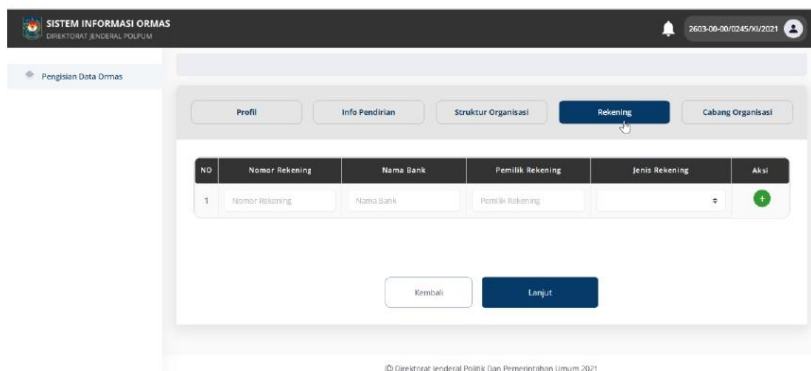 SISTEM INFORMASI ORMAS
DIREKTORAT JENDERAL POLPUM
2603-00-00/0245/XI/2021
Pengisian Data Ormas
Profil
Info Pendirian
Struktur Organisasi
Rekening
Cabang Organisasi
NO
Nomor Rekening
Nama Bank
Pemilik Rekening
Jenis Rekening
Aksi
1
Nomor Rekening
Nama Bank
Pemilik Rekening
Kembali
Lanjut
© Direktorat Jenderal Politik Dan Pemerintahan Umum 2021